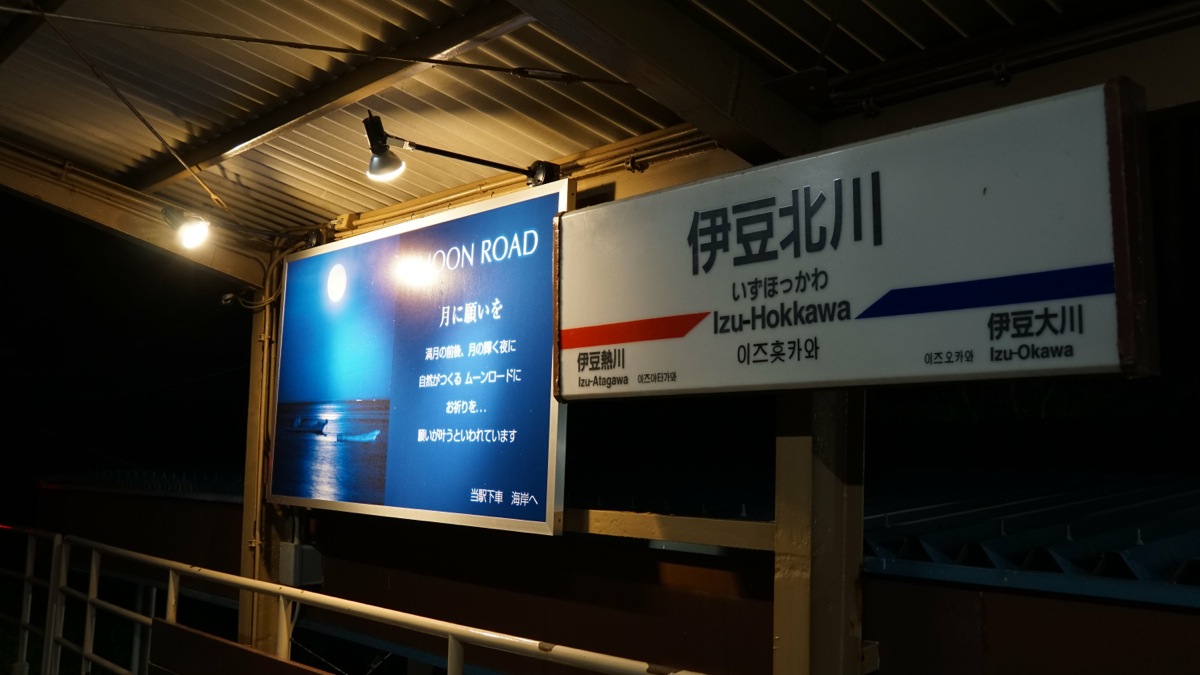 MOON ROAD
月に願いを
満月の前後、月の輝く夜に
自然がつくる ムーンロードに
お祈りを...
願いが叶うといわれています
当駅下車 海岸へ
伊豆北川
いずほっかわ
Izu-Hokkawa
이즈홋카와
伊豆熱川
Izu-Atagawa 이즈아타가와
伊豆大川
이즈오카와 Izu-Okawa